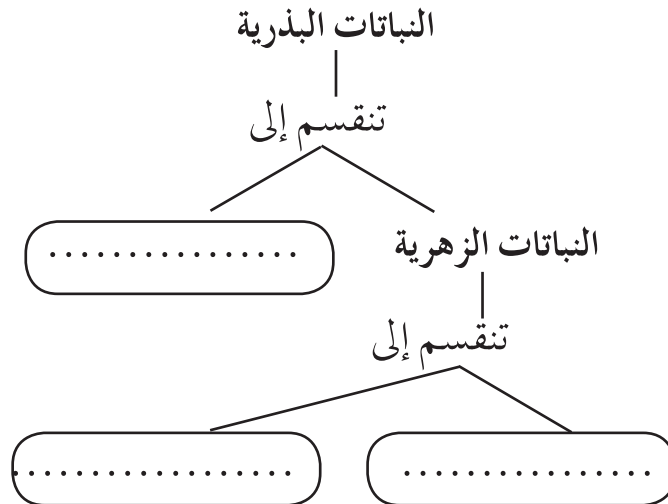 النباتات البذرية
تنقسم إلى
النباتات الزهرية
................
تنقسم إلى
................
..................